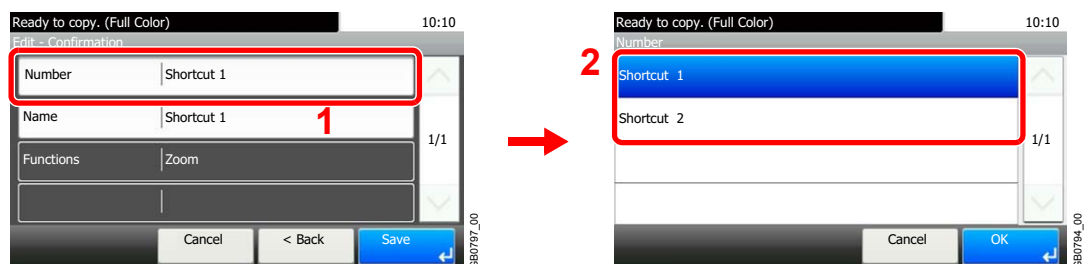 Ready to copy. (Full Color) 10:10
Edit - Confirmation
Number Shortcut 1
Name Shortcut 1
1
1/1
Functions Zoom
Cancel < Back Save
GB0797_00
Ready to copy. (Full Color) 10:10
Number
2
Shortcut 1
Shortcut 2
1/1
Cancel OK
GB0794_00